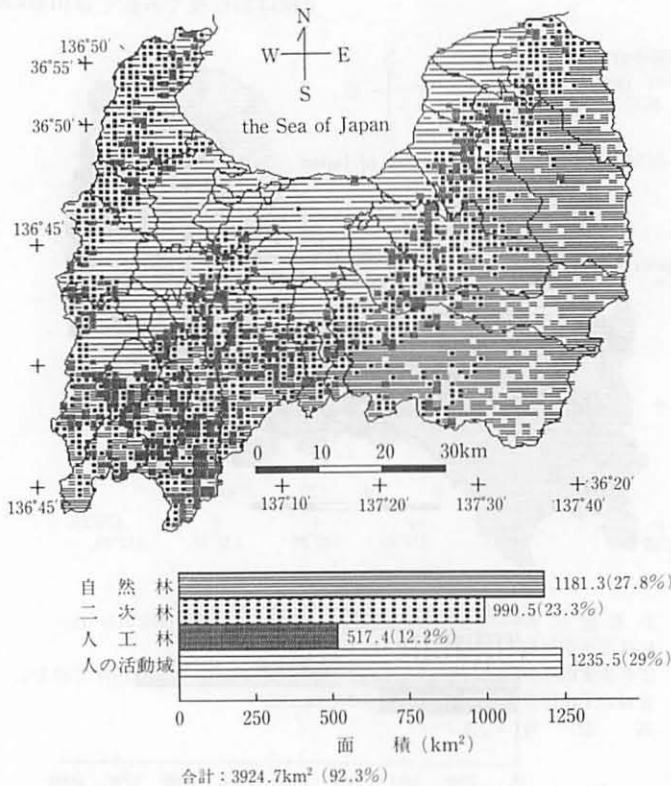 136°50′
36°55′
N
W E
S
36°50′
the Sea of Japan
136°45′
0 10 20 30km
136°45′
137°10′
137°20′
137°30′
137°40′
36°20′
自然林 1181.3(27.8%)
二次林 990.5(23.3%)
人工林 517.4(12.2%)
人の活動域 1235.5(29%)
0 250 500 750 1000 1250
面 積 (km²)
合計:3924.7km² (92.3%)